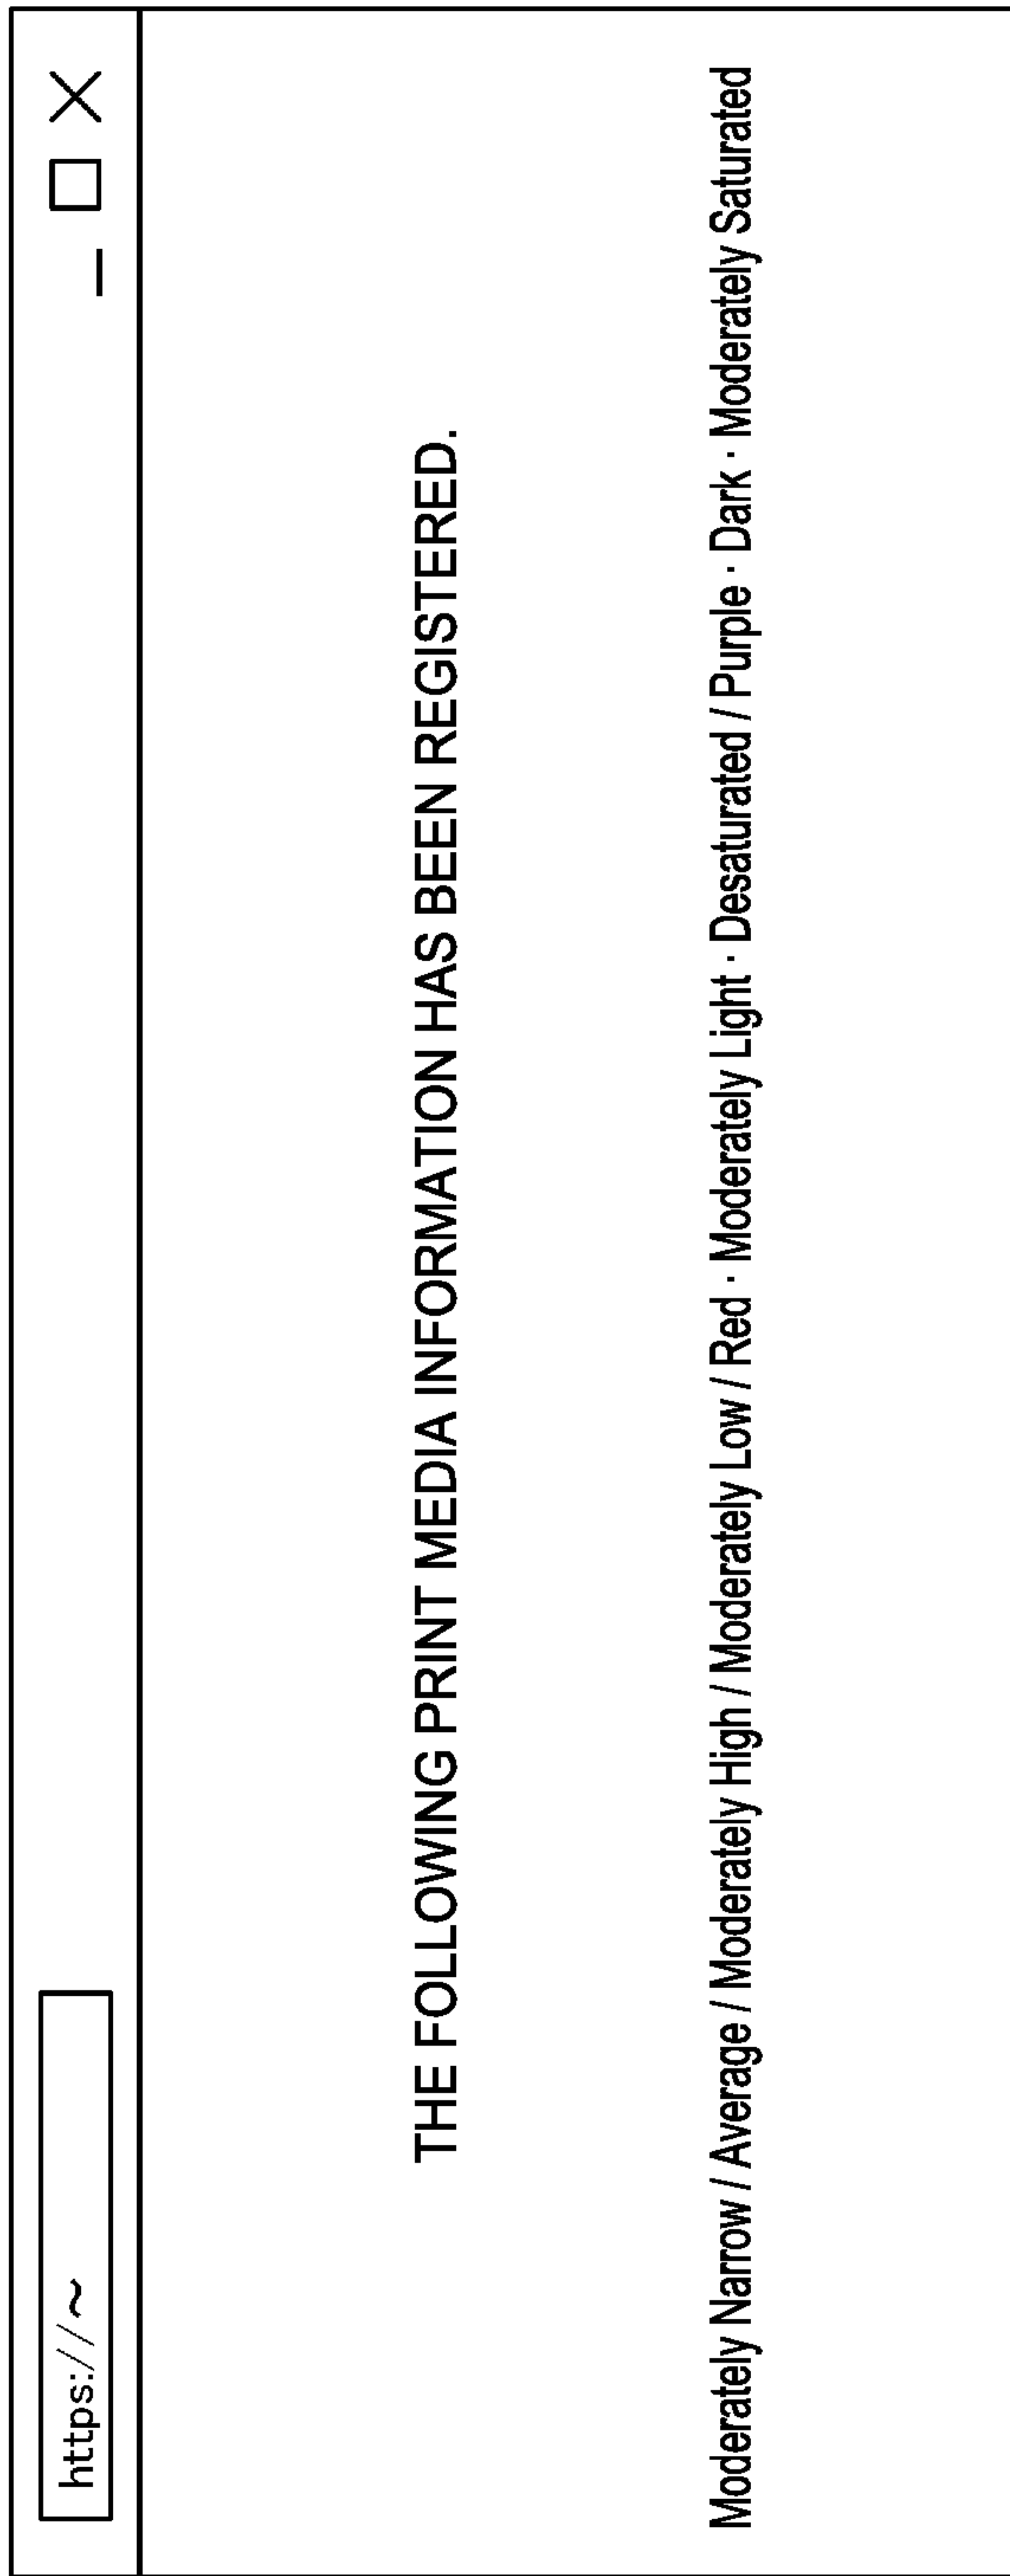 https://~
THE FOLLOWING PRINT MEDIA INFORMATION HAS BEEN REGISTERED.
Moderately Narrow / Average / Moderately High / Moderately Low / Red · Moderately Light · Desaturated / Purple · Dark · Moderately Saturated